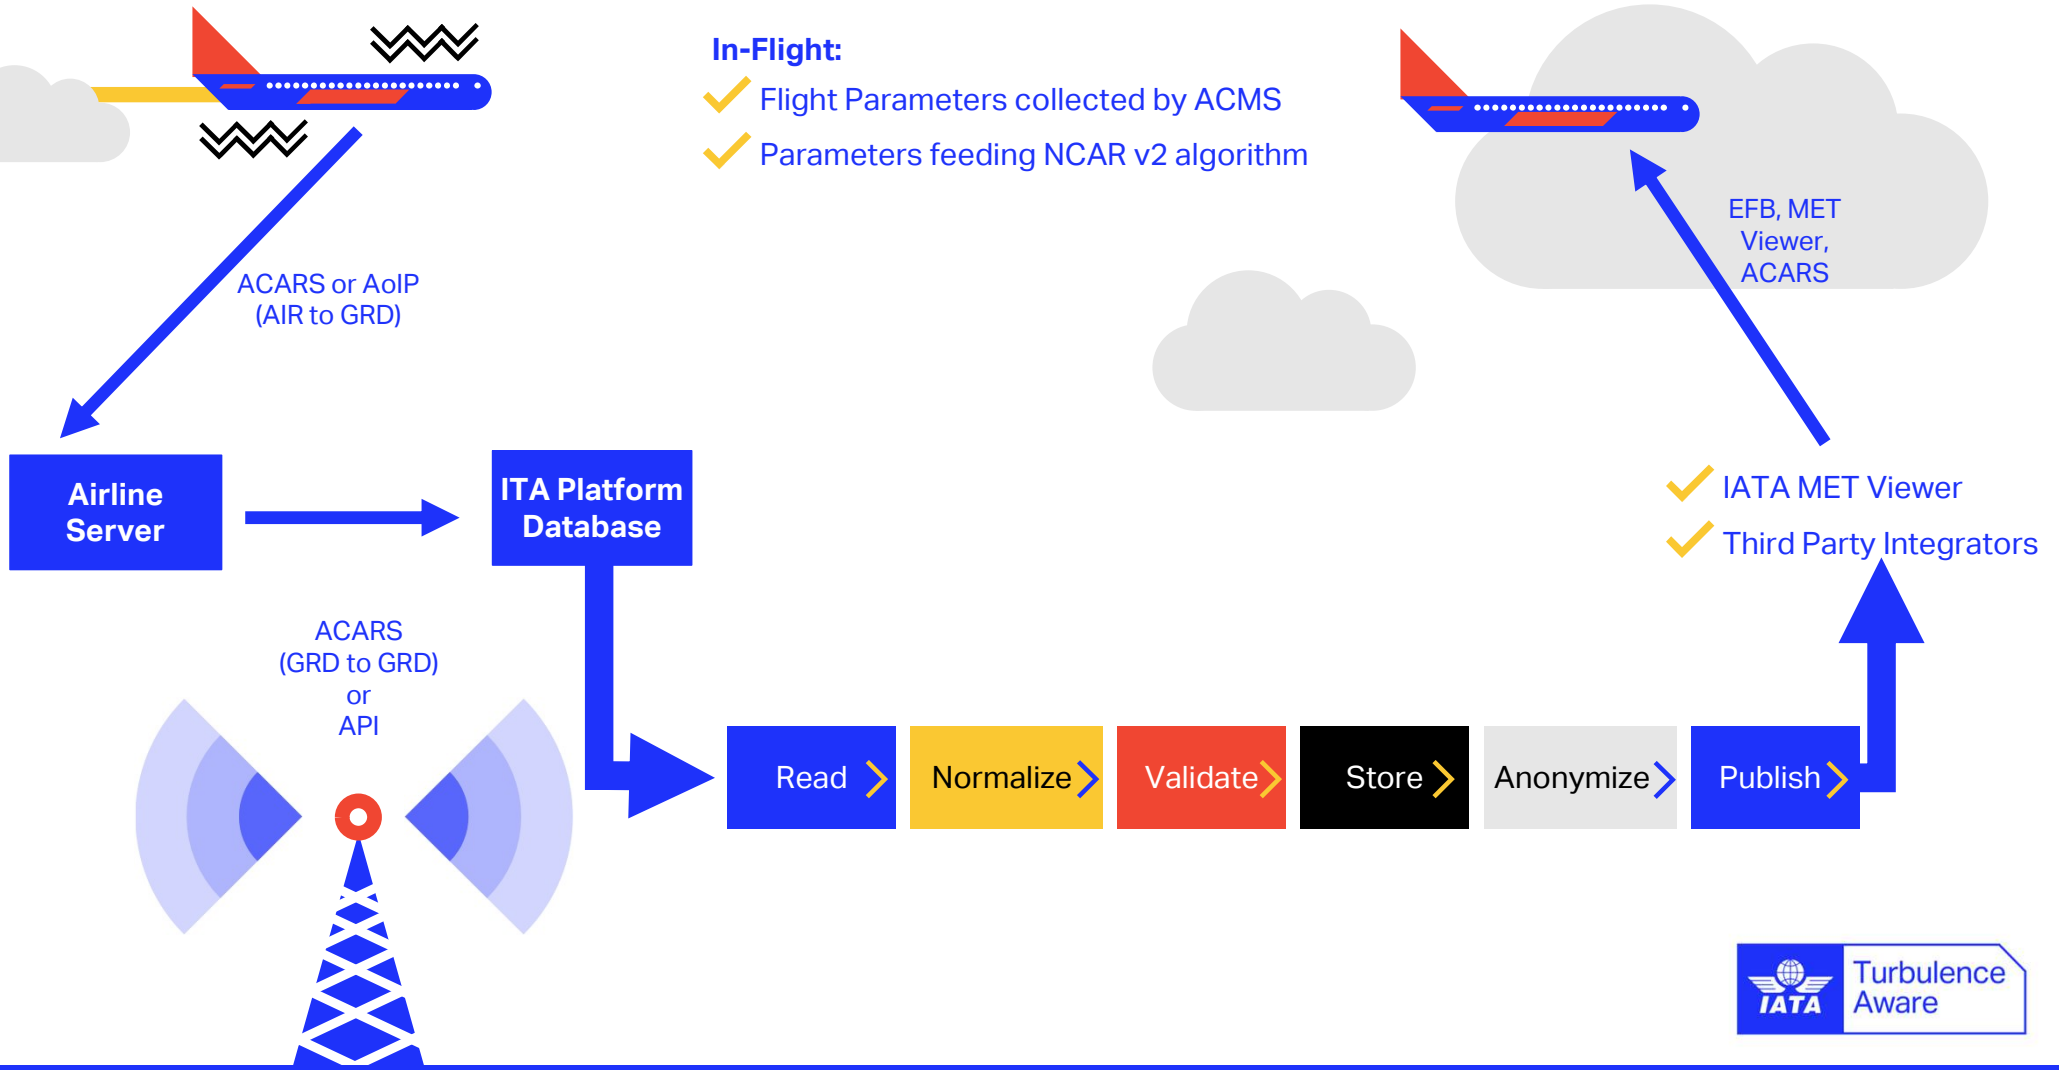 In-Flight:
Flight Parameters collected by ACMS
Parameters feeding NCAR v2 algorithm
EFB, MET
Viewer,
ACARS
ACARS or AoIP
(AIR to GRD)
Airline
Server
ITA Platform
Database
IATA MET Viewer
Third Party Integrators
ACARS
(GRD to GRD)
or
API
Read
Normalize
Validate
Store
Anonymize
Publish
IATA
Turbulence
Aware